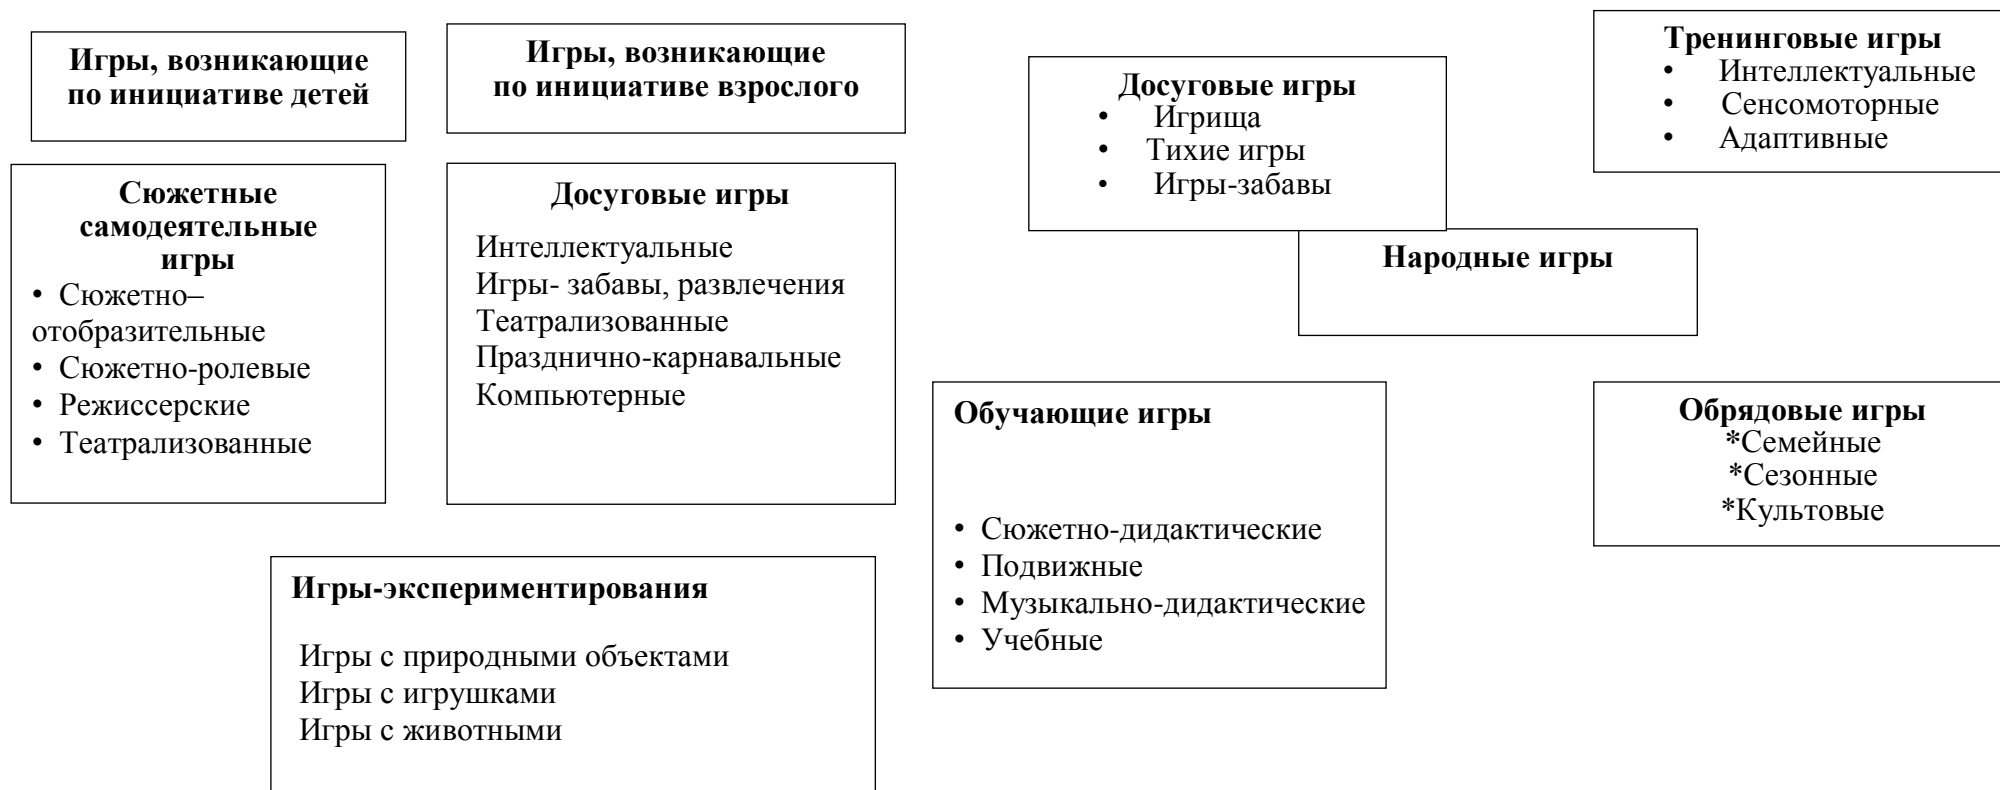 Игры, возникающие
по инициативе детей
Игры, возникающие
по инициативе взрослого
Сюжетные
самодеятельные
игры
• Сюжетно–
отобразительные
• Сюжетно-ролевые
• Режиссерские
• Театрализованные
Досуговые игры
Интеллектуальные
Игры- забавы, развлечения
Театрализованные
Празднично-карнавальные
Компьютерные
Игры-экспериментирования
Игры с природными объектами
Игры с игрушками
Игры с животными
Досуговые игры
• Игрища
• Тихие игры
• Игры-забавы
Народные игры
Тренинговые игры
• Интеллектуальные
• Сенсомоторные
• Адаптивные
Обучающие игры
• Сюжетно-дидактические
• Подвижные
• Музыкально-дидактические
• Учебные
Обрядовые игры
*Семейные
*Сезонные
*Культовые